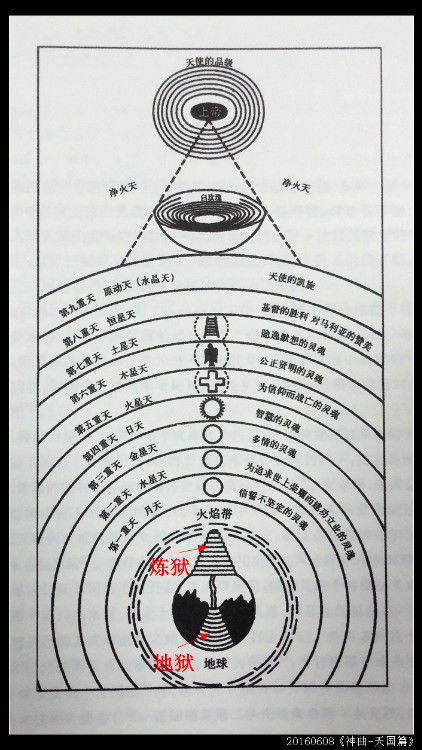 天使的品级
上帝
净火天 净火天
白玫瑰
第九重天 原动天（水晶天） 天使的凯旋
第八重天 恒星天 基督的胜利 对马利亚的赞美
第七重天 土星天 隐逸默想的灵魂
第六重天 木星天 公正贤明的灵魂
第五重天 火星天 为信仰而战亡的灵魂
第四重天 日天 智慧的灵魂
第三重天 金星天 多情的灵魂
第二重天 水星天 为追求世上荣耀而建功立业的灵魂
第一重天 月天 信誓不坚定的灵魂
火焰带
炼狱
地狱
地球
20160608《神曲-天国篇》